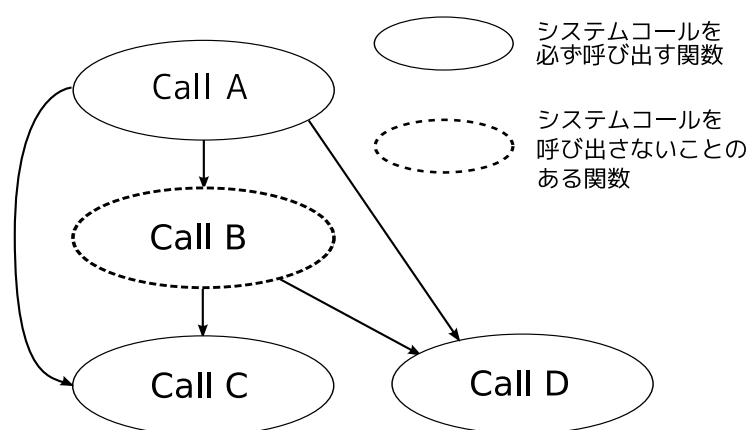 システムコールを
必ず呼び出す関数
Call A
システムコールを
呼び出さないことの
ある関数
Call B
Call C
Call D